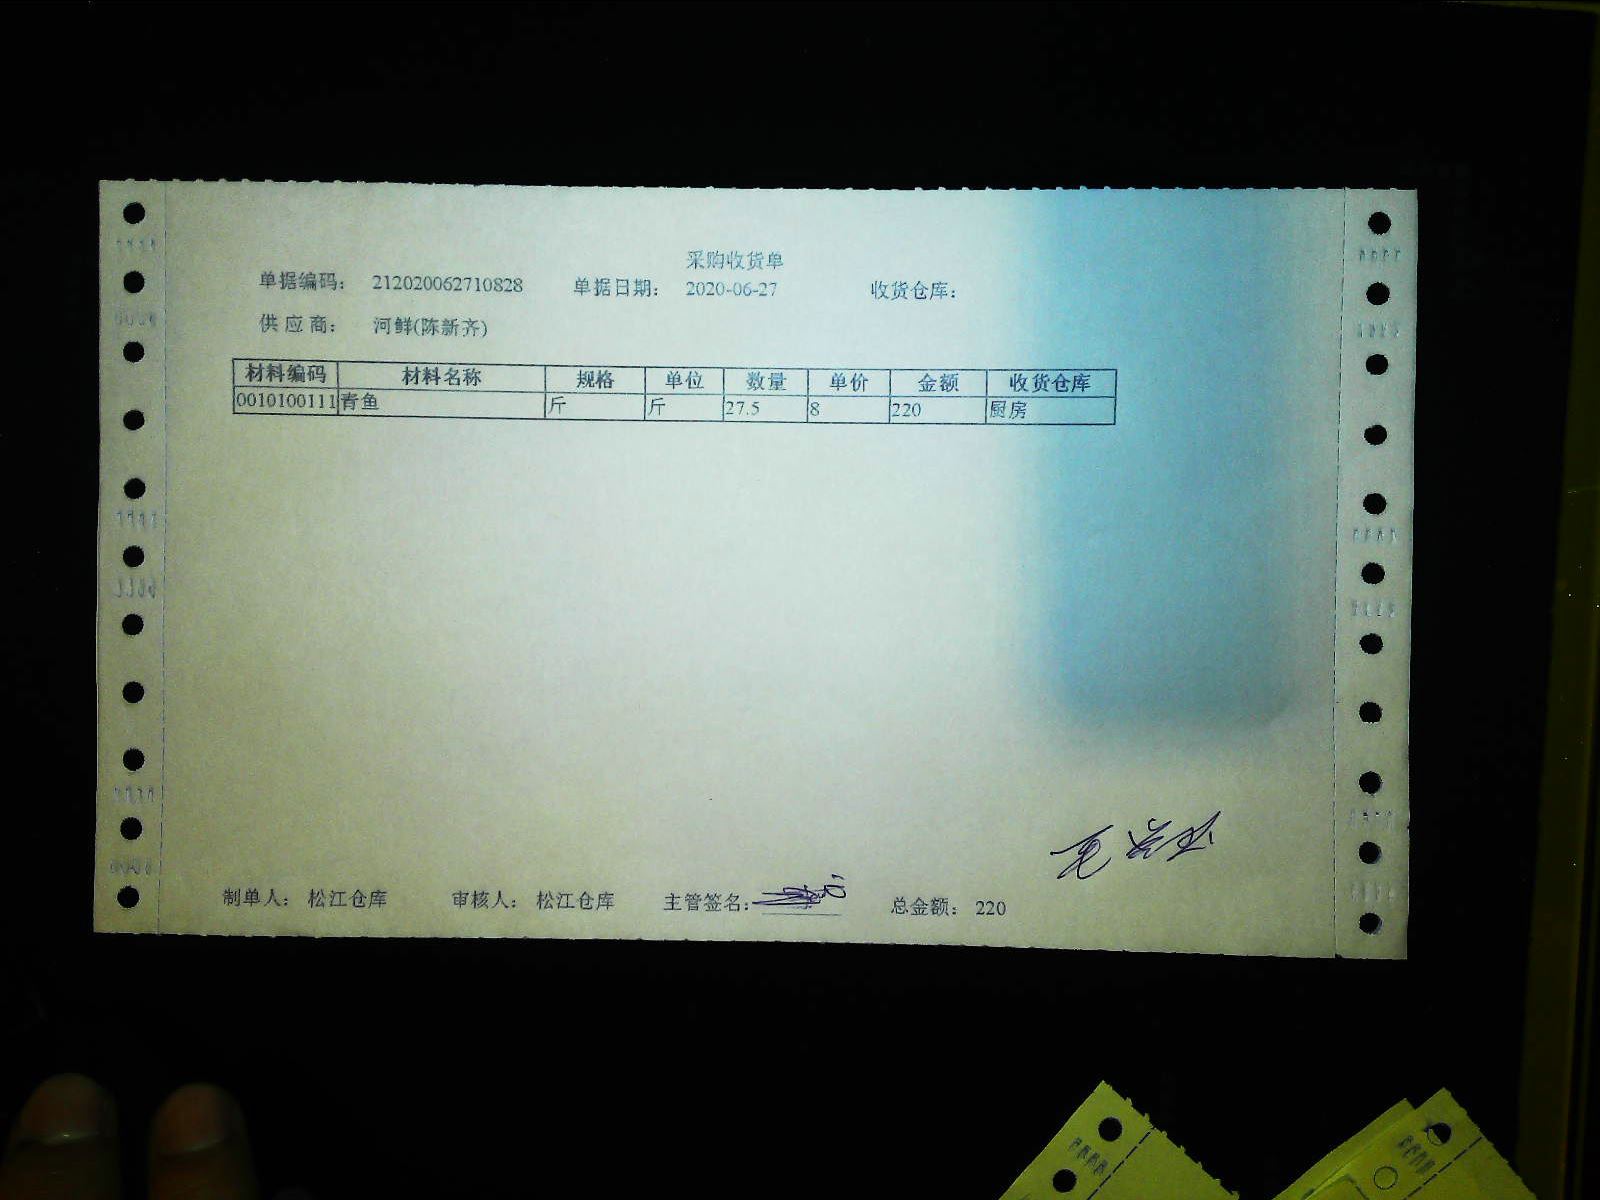 采购收货单
单据编码： 212020062710828 单据日期： 2020-06-27 收货仓库：
供应商： 河鲜(陈新齐)
材料编码 材料名称 规格 单位 数量 单价 金额 收货仓库
0010100111 青鱼 斤 斤 27.5 8 220 厨房
制单人： 松江仓库 审核人： 松江仓库 主管签名： 总金额： 220